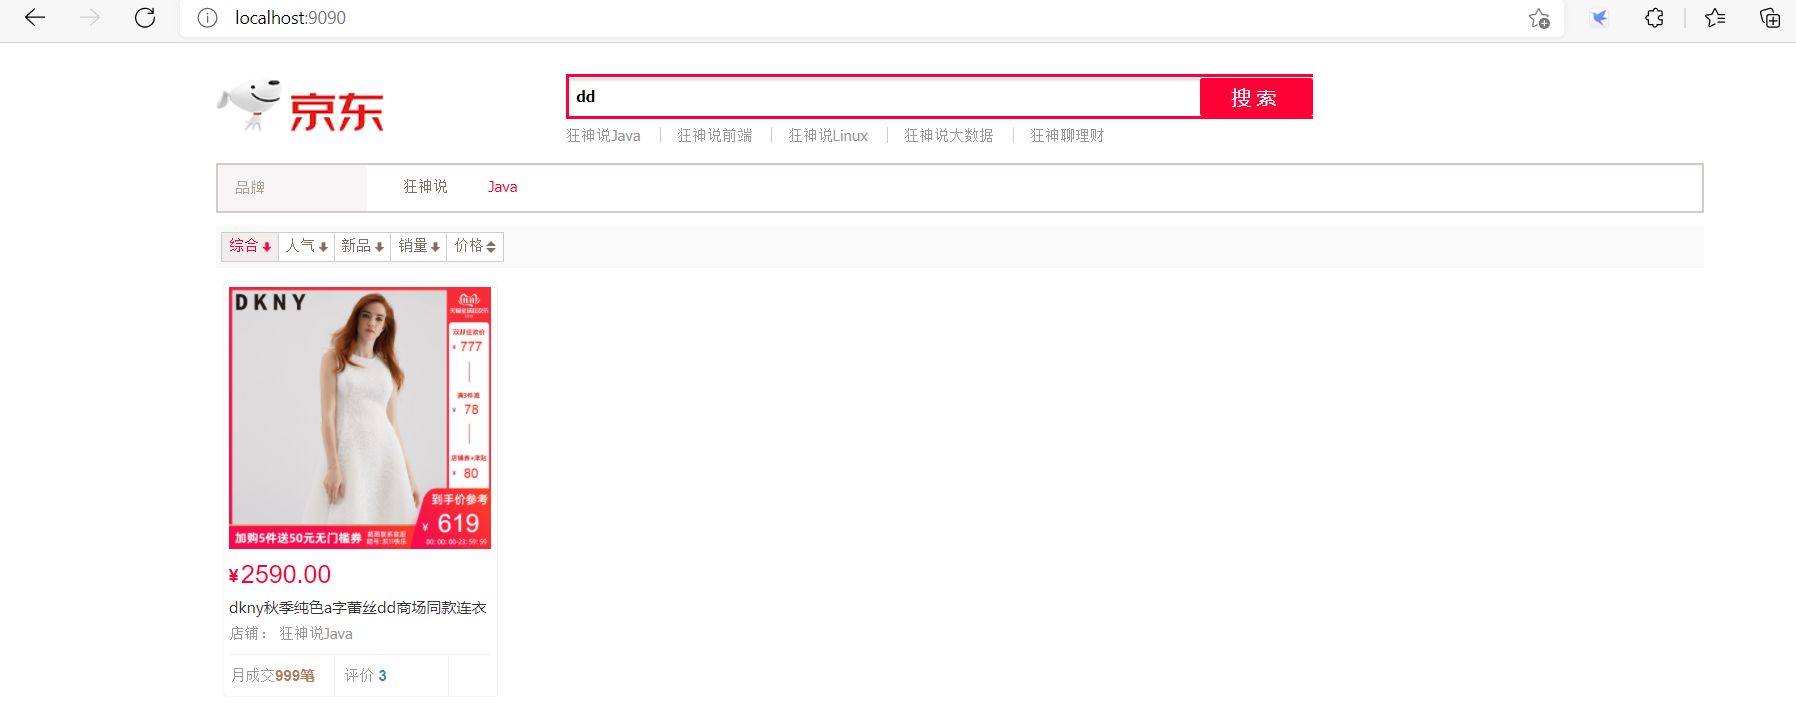 localhost:9090
京东
dd
搜 索
狂神说Java
狂神说前端
狂神说Linux
狂神说大数据
狂神聊理财
品牌
狂神说
Java
综合
人气
新品
销量
价格
DKNY
¥ 777
满3件减
¥ 78
店铺券+津贴
¥ 80
到手价参考
¥ 619
加购5件送50元无门槛券
00: 00: 00-23: 59: 59
¥2590.00
dkny秋季纯色a字蕾丝dd商场同款连衣
店铺： 狂神说Java
月成交999笔
评价 3